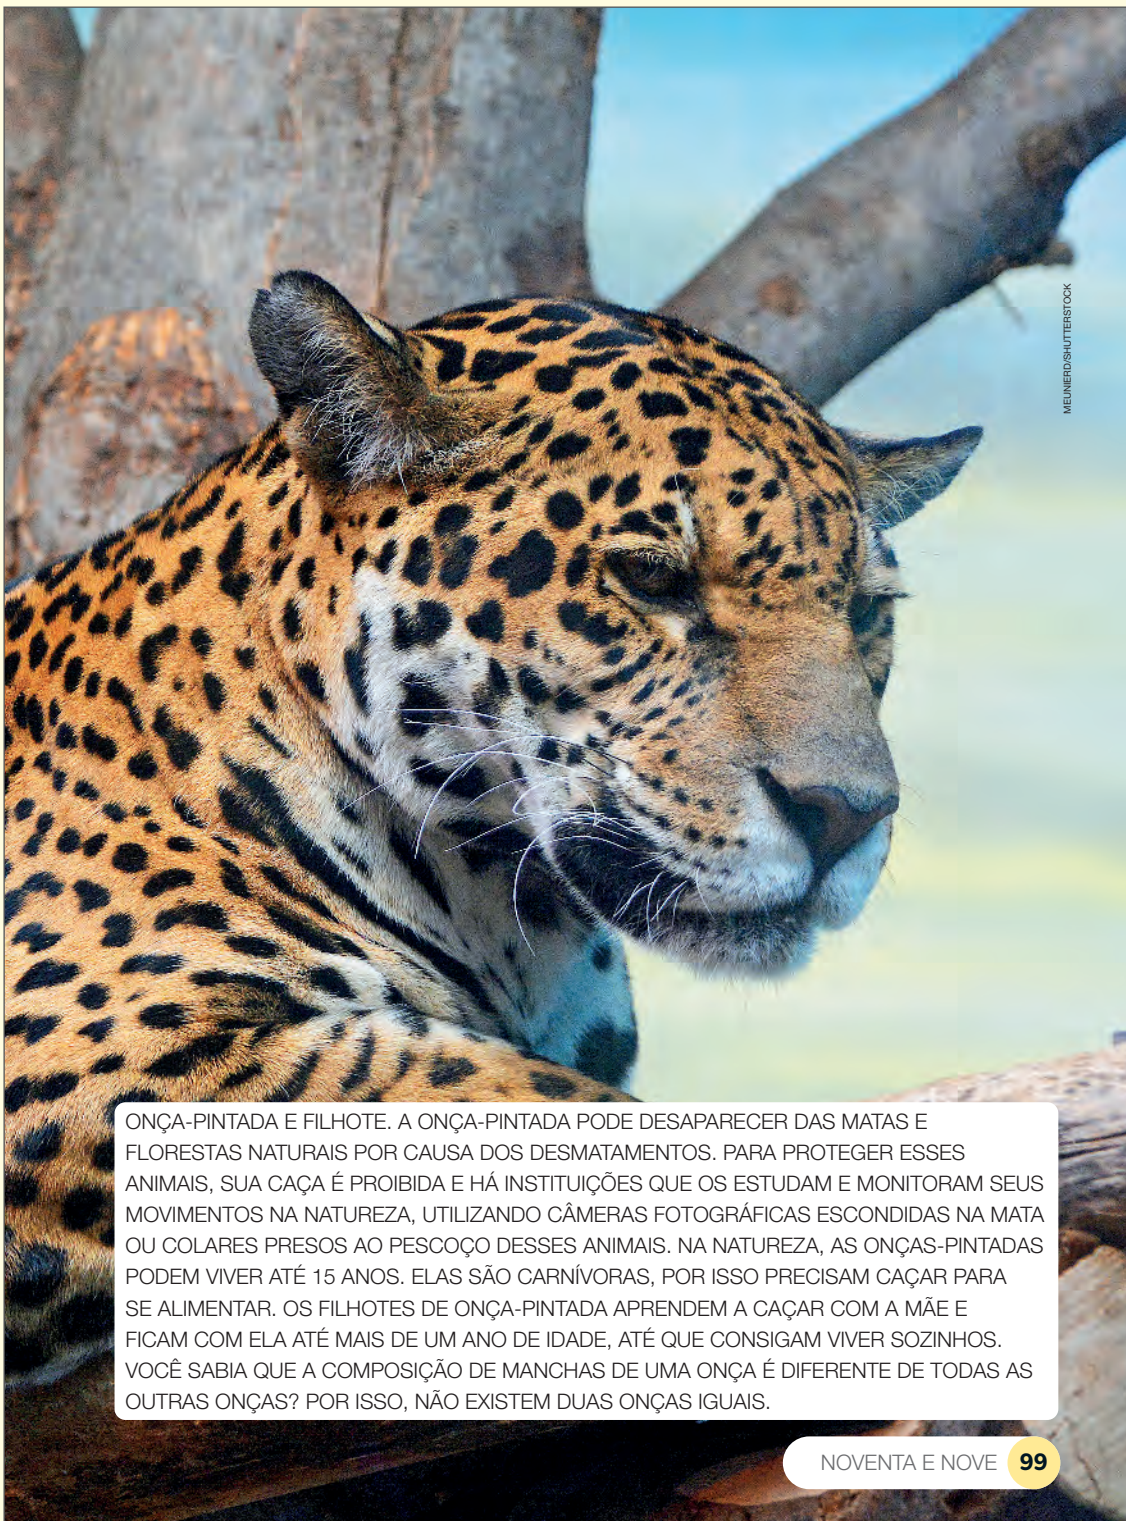 MEUNIERD/SHUTTERSTOCK
ONÇA-PINTADA E FILHOTE. A ONÇA-PINTADA PODE DESAPARECER DAS MATAS E
FLORESTAS NATURAIS POR CAUSA DOS DESMATAMENTOS. PARA PROTEGER ESSES
ANIMAIS, SUA CAÇA É PROIBIDA E HÁ INSTITUIÇÕES QUE OS ESTUDAM E MONITORAM SEUS
MOVIMENTOS NA NATUREZA, UTILIZANDO CÂMERAS FOTOGRÁFICAS ESCONDIDAS NA MATA
OU COLARES PRESOS AO PESCOÇO DESSES ANIMAIS. NA NATUREZA, AS ONÇAS-PINTADAS
PODEM VIVER ATÉ 15 ANOS. ELAS SÃO CARNÍVORAS, POR ISSO PRECISAM CAÇAR PARA
SE ALIMENTAR. OS FILHOTES DE ONÇA-PINTADA APRENDEM A CAÇAR COM A MÃE E
FICAM COM ELA ATÉ MAIS DE UM ANO DE IDADE, ATÉ QUE CONSIGAM VIVER SOZINHOS.
VOCÊ SABIA QUE A COMPOSIÇÃO DE MANCHAS DE UMA ONÇA É DIFERENTE DE TODAS AS
OUTRAS ONÇAS? POR ISSO, NÃO EXISTEM DUAS ONÇAS IGUAIS.
NOVENTA E NOVE 99